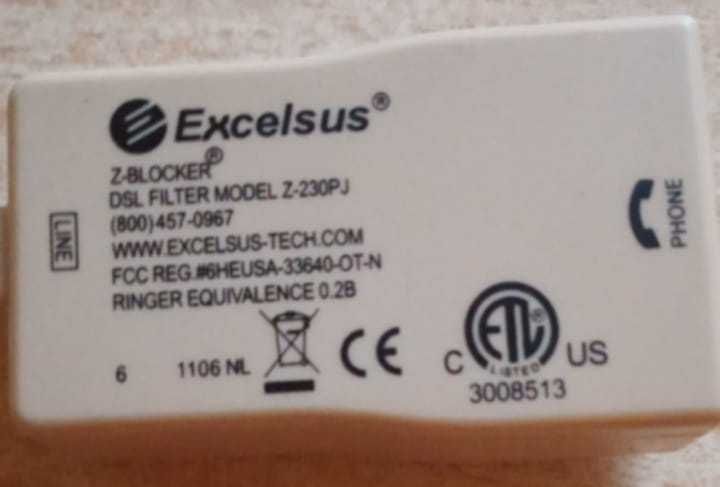 Excelsus®
Z-BLOCKER®
DSL FILTER MODEL Z-230PJ
(800)457-0967
WWW.EXCELSUS-TECH.COM
FCC REG.#6HEUSA-33640-OT-N
RINGER EQUIVALENCE 0.2B
LINE
PHONE
6
1106 NL
CE
C ETL® US
LISTED
3008513